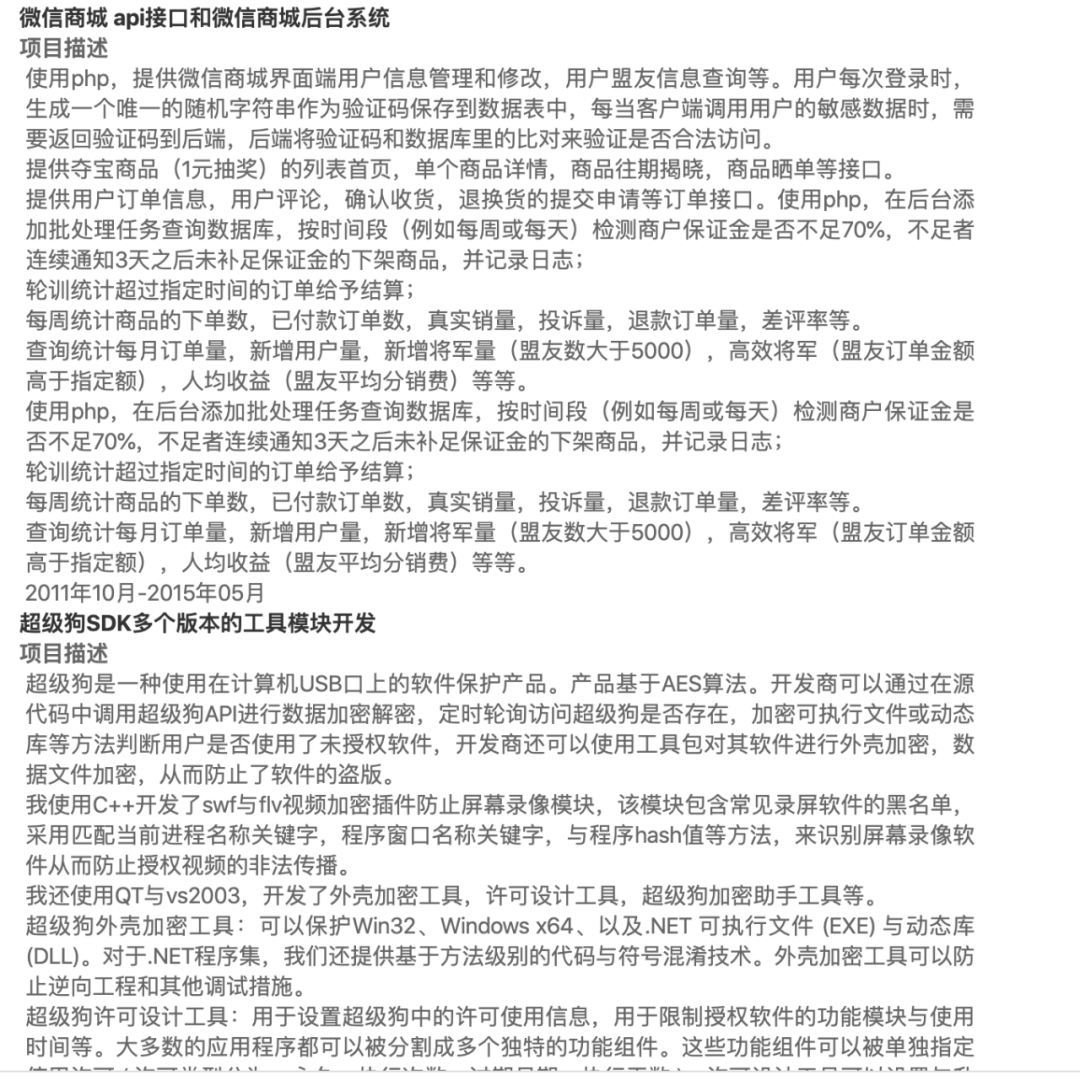 微信商城 api接口和微信商城后台系统
项目描述
使用php，提供微信商城界面端用户信息管理和修改，用户盟友信息查询等。用户每次登录时，
生成一个唯一的随机字符串作为验证码保存到数据表中，每当客户端调用用户的敏感数据时，需
要返回验证码到后端，后端将验证码和数据库里的比对来验证是否合法访问。
提供夺宝商品（1元抽奖）的列表首页，单个商品详情，商品往期揭晓，商品晒单等接口。
提供用户订单信息，用户评论，确认收货，退换货的提交申请等订单接口。使用php，在后台添
加批处理任务查询数据库，按时间段（例如每周或每天）检测商户保证金是否不足70%，不足者
连续通知3天之后未补足保证金的下架商品，并记录日志；
轮训统计超过指定时间的订单给予结算；
每周统计商品的下单数，已付款订单数，真实销量，投诉量，退款订单量，差评率等。
查询统计每月订单量，新增用户量，新增将军量（盟友数大于5000），高效将军（盟友订单金额
高于指定额），人均收益（盟友平均分销费）等等。
使用php，在后台添加批处理任务查询数据库，按时间段（例如每周或每天）检测商户保证金是
否不足70%，不足者连续通知3天之后未补足保证金的下架商品，并记录日志；
轮训统计超过指定时间的订单给予结算；
每周统计商品的下单数，已付款订单数，真实销量，投诉量，退款订单量，差评率等。
查询统计每月订单量，新增用户量，新增将军量（盟友数大于5000），高效将军（盟友订单金额
高于指定额），人均收益（盟友平均分销费）等等。
2011年10月-2015年05月
超级狗SDK多个版本的工具模块开发
项目描述
超级狗是一种使用在计算机USB口上的软件保护产品。产品基于AES算法。开发商可以通过在源
代码中调用超级狗API进行数据加密解密，定时轮询访问超级狗是否存在，加密可执行文件或动态
库等方法判断用户是否使用了未授权软件，开发商还可以使用工具包对其软件进行外壳加密，数
据文件加密，从而防止了软件的盗版。
我使用C++开发了swf与flv视频加密插件防止屏幕录像模块，该模块包含常见录屏软件的黑名单，
采用匹配当前进程名称关键字，程序窗口名称关键字，与程序hash值等方法，来识别屏幕录像软
件从而防止授权视频的非法传播。
我还使用QT与vs2003，开发了外壳加密工具，许可设计工具，超级狗加密助手工具等。
超级狗外壳加密工具：可以保护Win32、Windows x64、以及.NET 可执行文件 (EXE) 与动态库
(DLL)。对于.NET程序集，我们还提供基于方法级别的代码与符号混淆技术。外壳加密工具可以防
止逆向工程和其他调试措施。
超级狗许可设计工具：用于设置超级狗中的许可使用信息，用于限制授权软件的功能模块与使用
时间等。大多数的应用程序都可以被分割成多个独特的功能组件。这些功能组件可以被单独指定